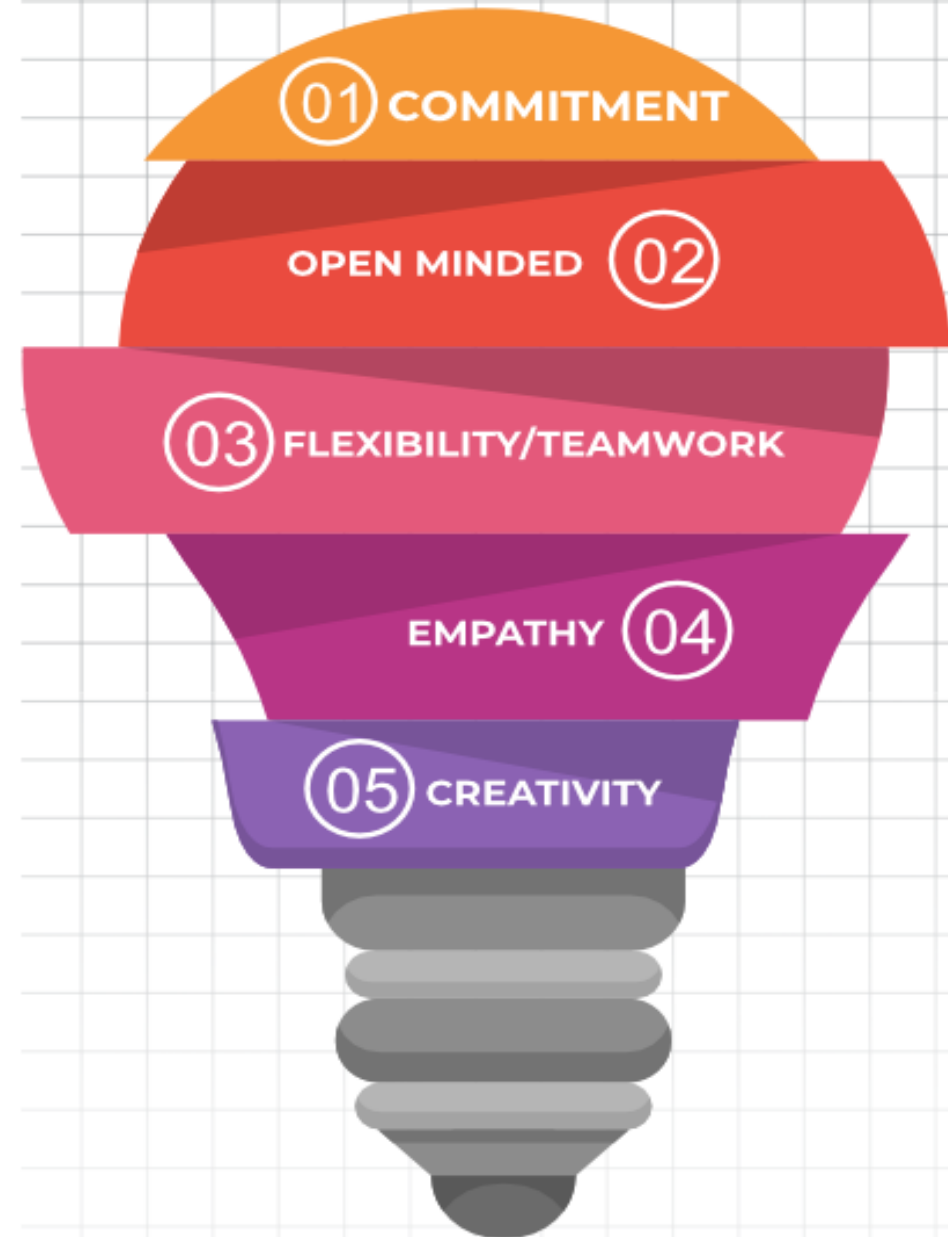 01 COMMITMENT
OPEN MINDED 02
03 FLEXIBILITY/TEAMWORK
EMPATHY 04
05 CREATIVITY